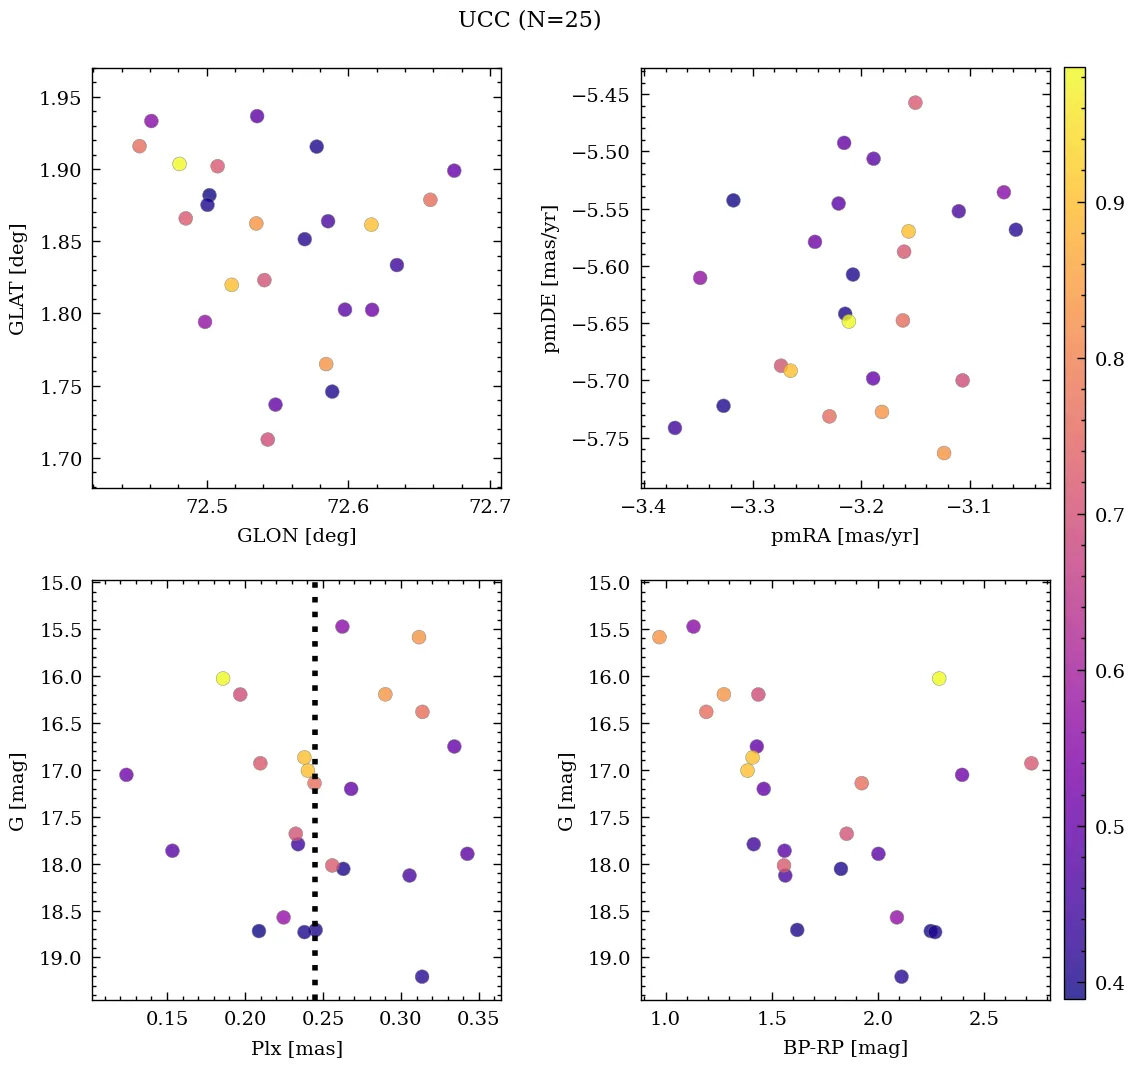 UCC (N=25)
1.95
1.90
1.85
1.80
1.75
1.70
GLAT [deg]
72.5 72.6 72.7
GLON [deg]
−5.45
−5.50
−5.55
−5.60
−5.65
−5.70
−5.75
pmDE [mas/yr]
−3.4 −3.3 −3.2 −3.1
pmRA [mas/yr]
15.0
15.5
16.0
16.5
17.0
17.5
18.0
18.5
19.0
G [mag]
0.15 0.20 0.25 0.30 0.35
Plx [mas]
15.0
15.5
16.0
16.5
17.0
17.5
18.0
18.5
19.0
G [mag]
1.0 1.5 2.0 2.5
BP-RP [mag]
0.9
0.8
0.7
0.6
0.5
0.4